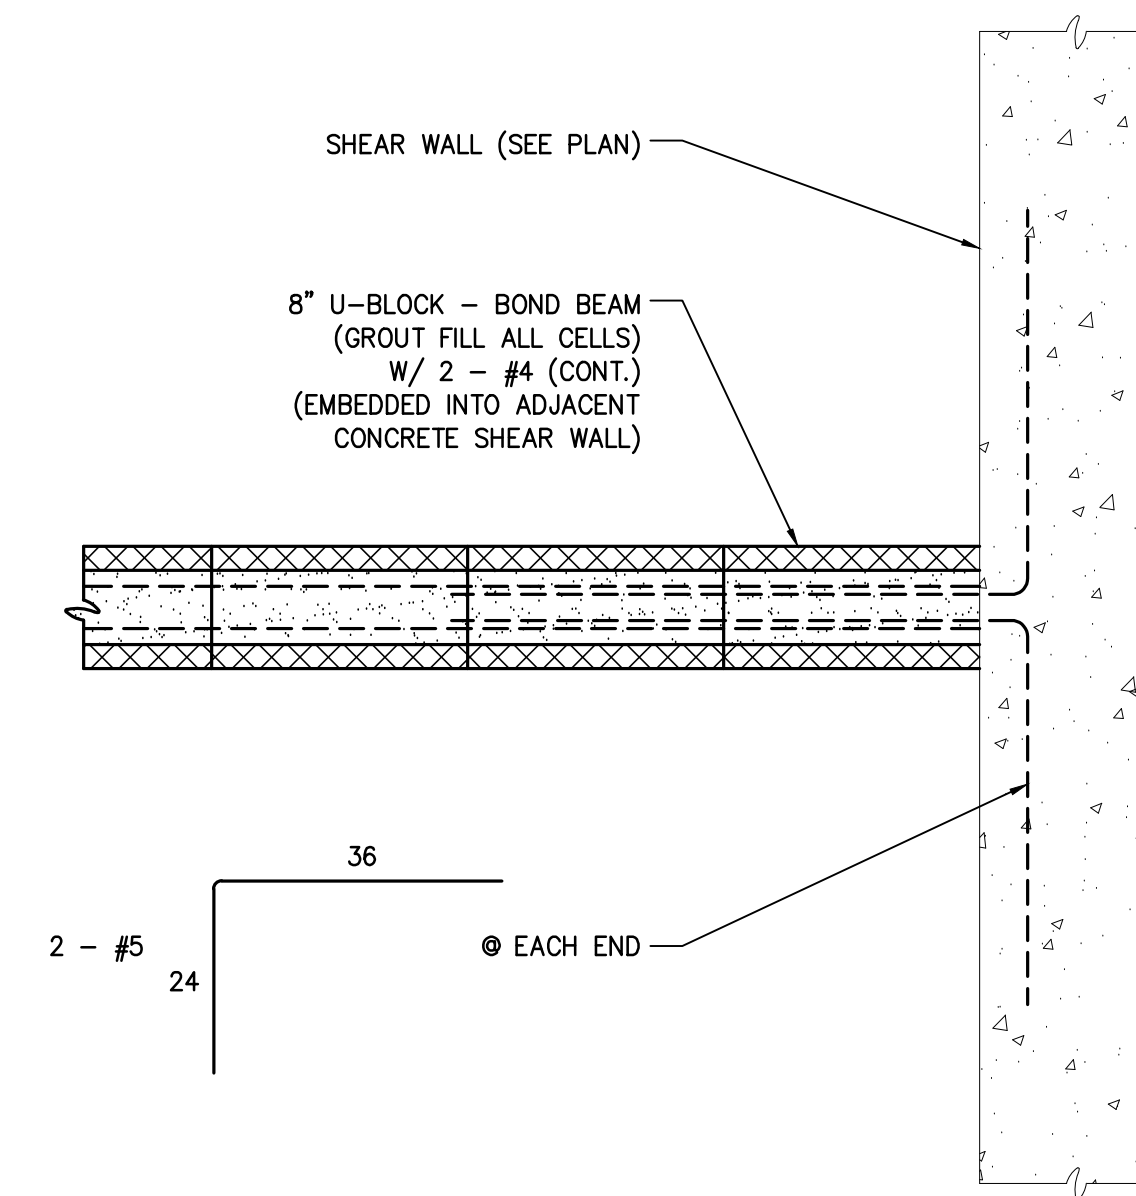 SHEAR WALL (SEE PLAN)
8" U-BLOCK - BOND BEAM
(GROUT FILL ALL CELLS)
W/ 2 - #4 (CONT.)
(EMBEDDED INTO ADJACENT
CONCRETE SHEAR WALL)
36
2 - #5
24
@ EACH END